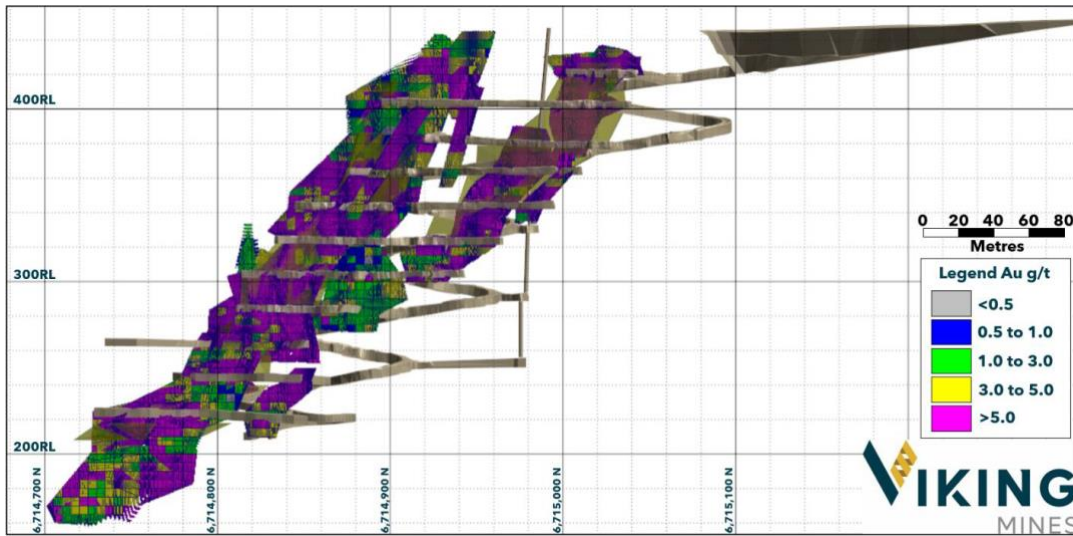 400RL
300RL
200RL
6,714,700 N
6,714,800 N
6,714,900 N
6,715,000 N
6,715,100 N
0 20 40 60 80
Metres
Legend Au g/t
<0.5
0.5 to 1.0
1.0 to 3.0
3.0 to 5.0
>5.0
VIKING
MINES